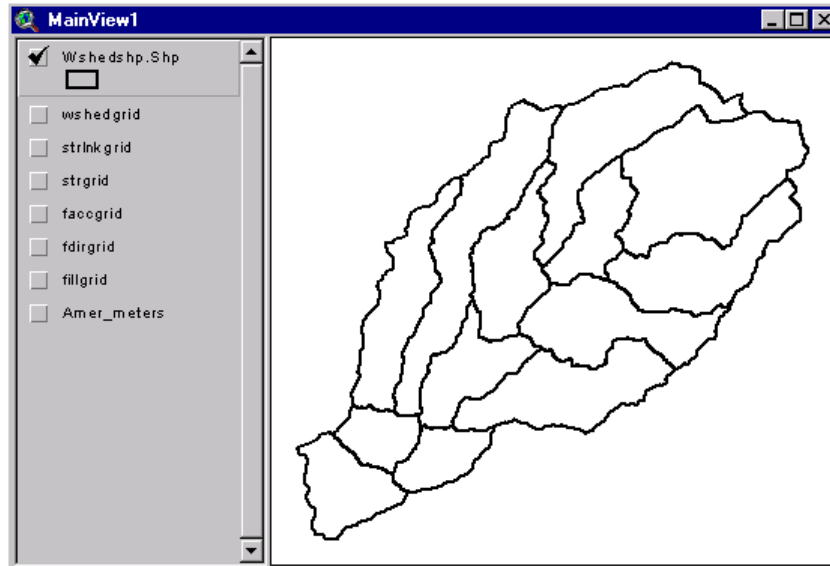 MainView1
Wshedshp.Shp
wshedgrid
strlnkgrid
strgrid
faccgrid
fdirgrid
fillgrid
Amer_meters